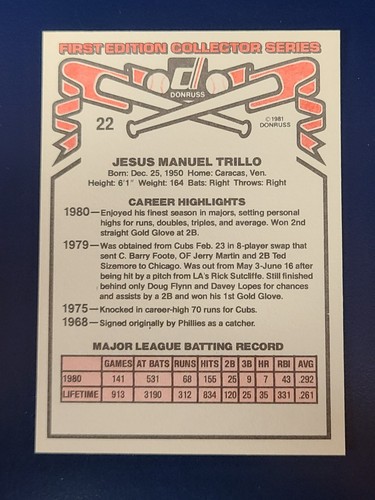 FIRST EDITION COLLECTOR SERIES
d
DONRUSS
22
© 1981
DONRUSS
JESUS MANUEL TRILLO
Born: Dec. 25, 1950 Home: Caracas, Ven.
Height: 6'1" Weight: 164 Bats: Right Throws: Right
CAREER HIGHLIGHTS
1980—Enjoyed his finest season in majors, setting personal
highs for runs, doubles, triples, and average. Won 2nd
straight Gold Glove at 2B.
1979—Was obtained from Cubs Feb. 23 in 8-player swap that
sent C. Barry Foote, OF Jerry Martin and 2B Ted
Sizemore to Chicago. Was out from May 3-June 16 after
being hit by a pitch from LA's Rick Sutcliffe. Still finished
behind only Doug Flynn and Davey Lopes for chances
and assists by a 2B and won his 1st Gold Glove.
1975—Knocked in career-high 70 runs for Cubs.
1968—Signed originally by Phillies as a catcher.
MAJOR LEAGUE BATTING RECORD
GAMES AT BATS RUNS HITS 2B 3B HR RBI AVG
1980 141 531 68 155 25 9 7 43 .292
LIFETIME 913 3190 312 834 120 25 35 331 .261